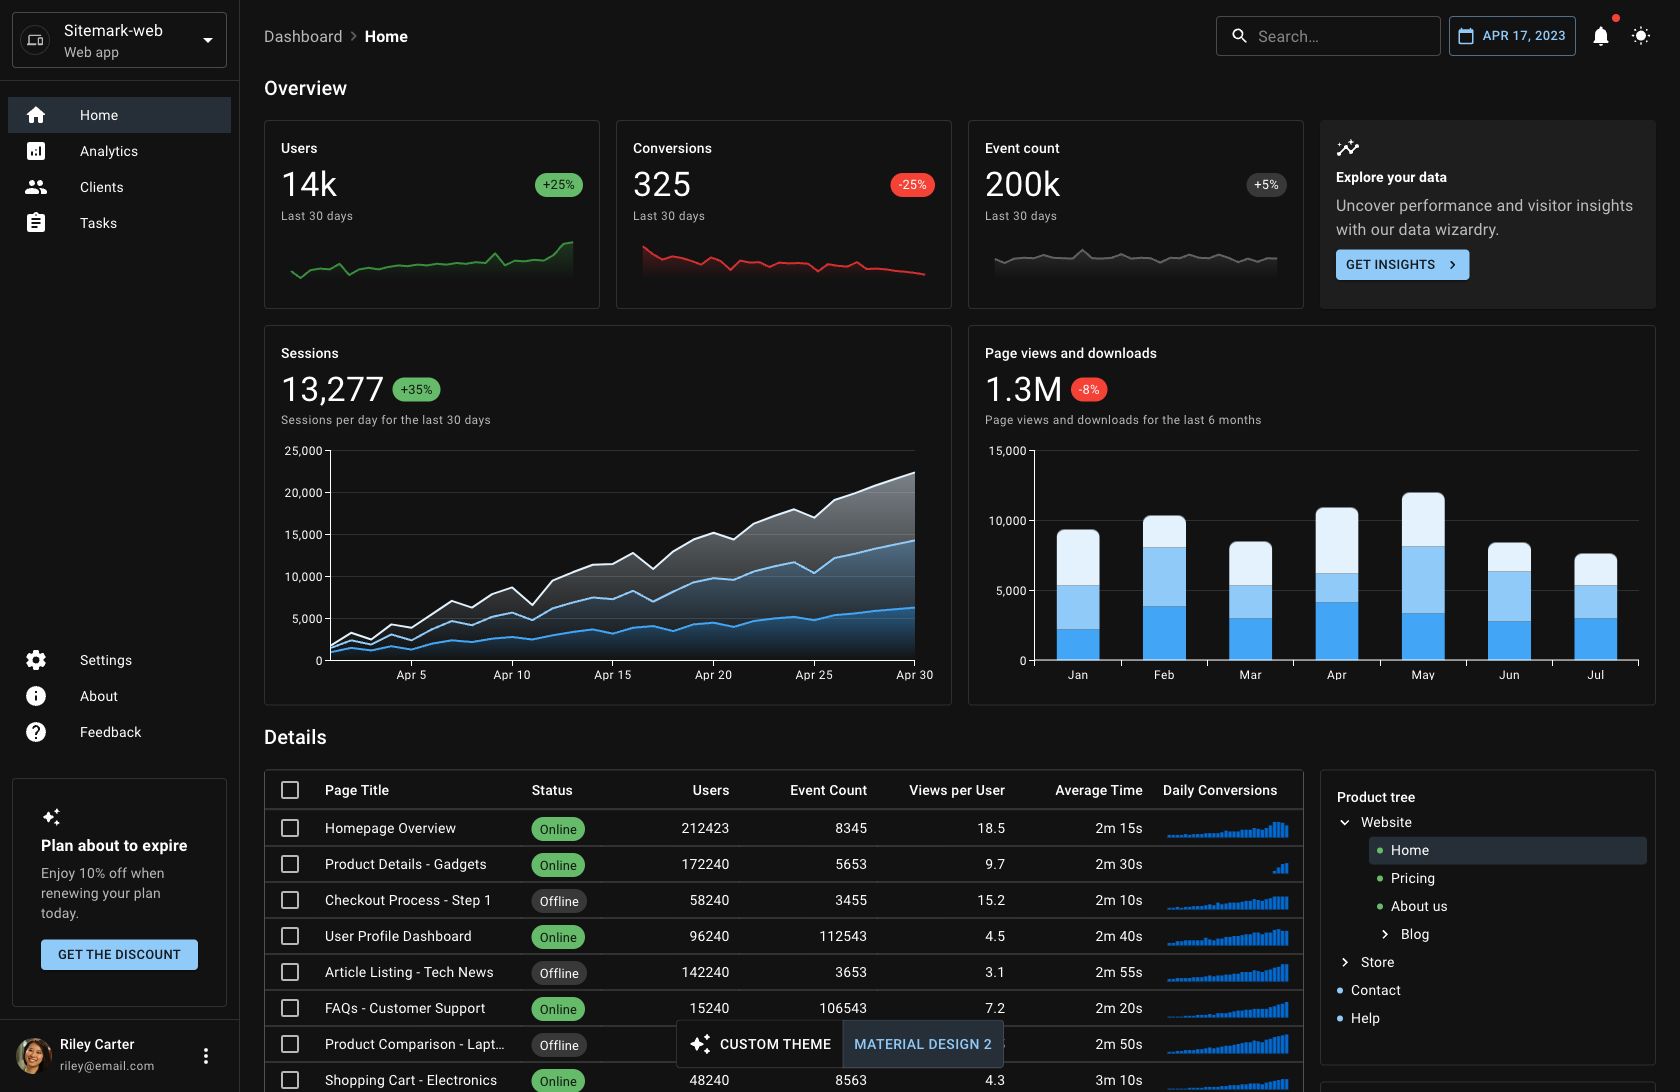 Sitemark-web
Web app
Home
Analytics
Clients
Tasks
Settings
About
Feedback
Plan about to expire
Enjoy 10% off when
renewing your plan
today.
GET THE DISCOUNT
Riley Carter
riley@email.com
Dashboard > Home
Search...
APR 17, 2023
Overview
Users
14k
+25%
Last 30 days
Conversions
325
-25%
Last 30 days
Event count
200k
+5%
Last 30 days
Explore your data
Uncover performance and visitor insights
with our data wizardry.
GET INSIGHTS
Sessions
13,277 +35%
Sessions per day for the last 30 days
25,000
20,000
15,000
10,000
5,000
0
Apr 5 Apr 10 Apr 15 Apr 20 Apr 25 Apr 30
Page views and downloads
1.3M -8%
Page views and downloads for the last 6 months
15,000
10,000
5,000
0
Jan Feb Mar Apr May Jun Jul
Details
Page Title Status Users Event Count Views per User Average Time Daily Conversions
Homepage Overview Online 212423 8345 18.5 2m 15s
Product Details - Gadgets Online 172240 5653 9.7 2m 30s
Checkout Process - Step 1 Offline 58240 3455 15.2 2m 10s
User Profile Dashboard Online 96240 112543 4.5 2m 40s
Article Listing - Tech News Offline 142240 3653 3.1 2m 55s
FAQs - Customer Support Online 15240 106543 7.2 2m 20s
Product Comparison - Lapt... Offline 2m 50s
Shopping Cart - Electronics Online 48240 8563 4.3 3m 10s
CUSTOM THEME
MATERIAL DESIGN 2
Product tree
Website
Home
Pricing
About us
Blog
Store
Contact
Help